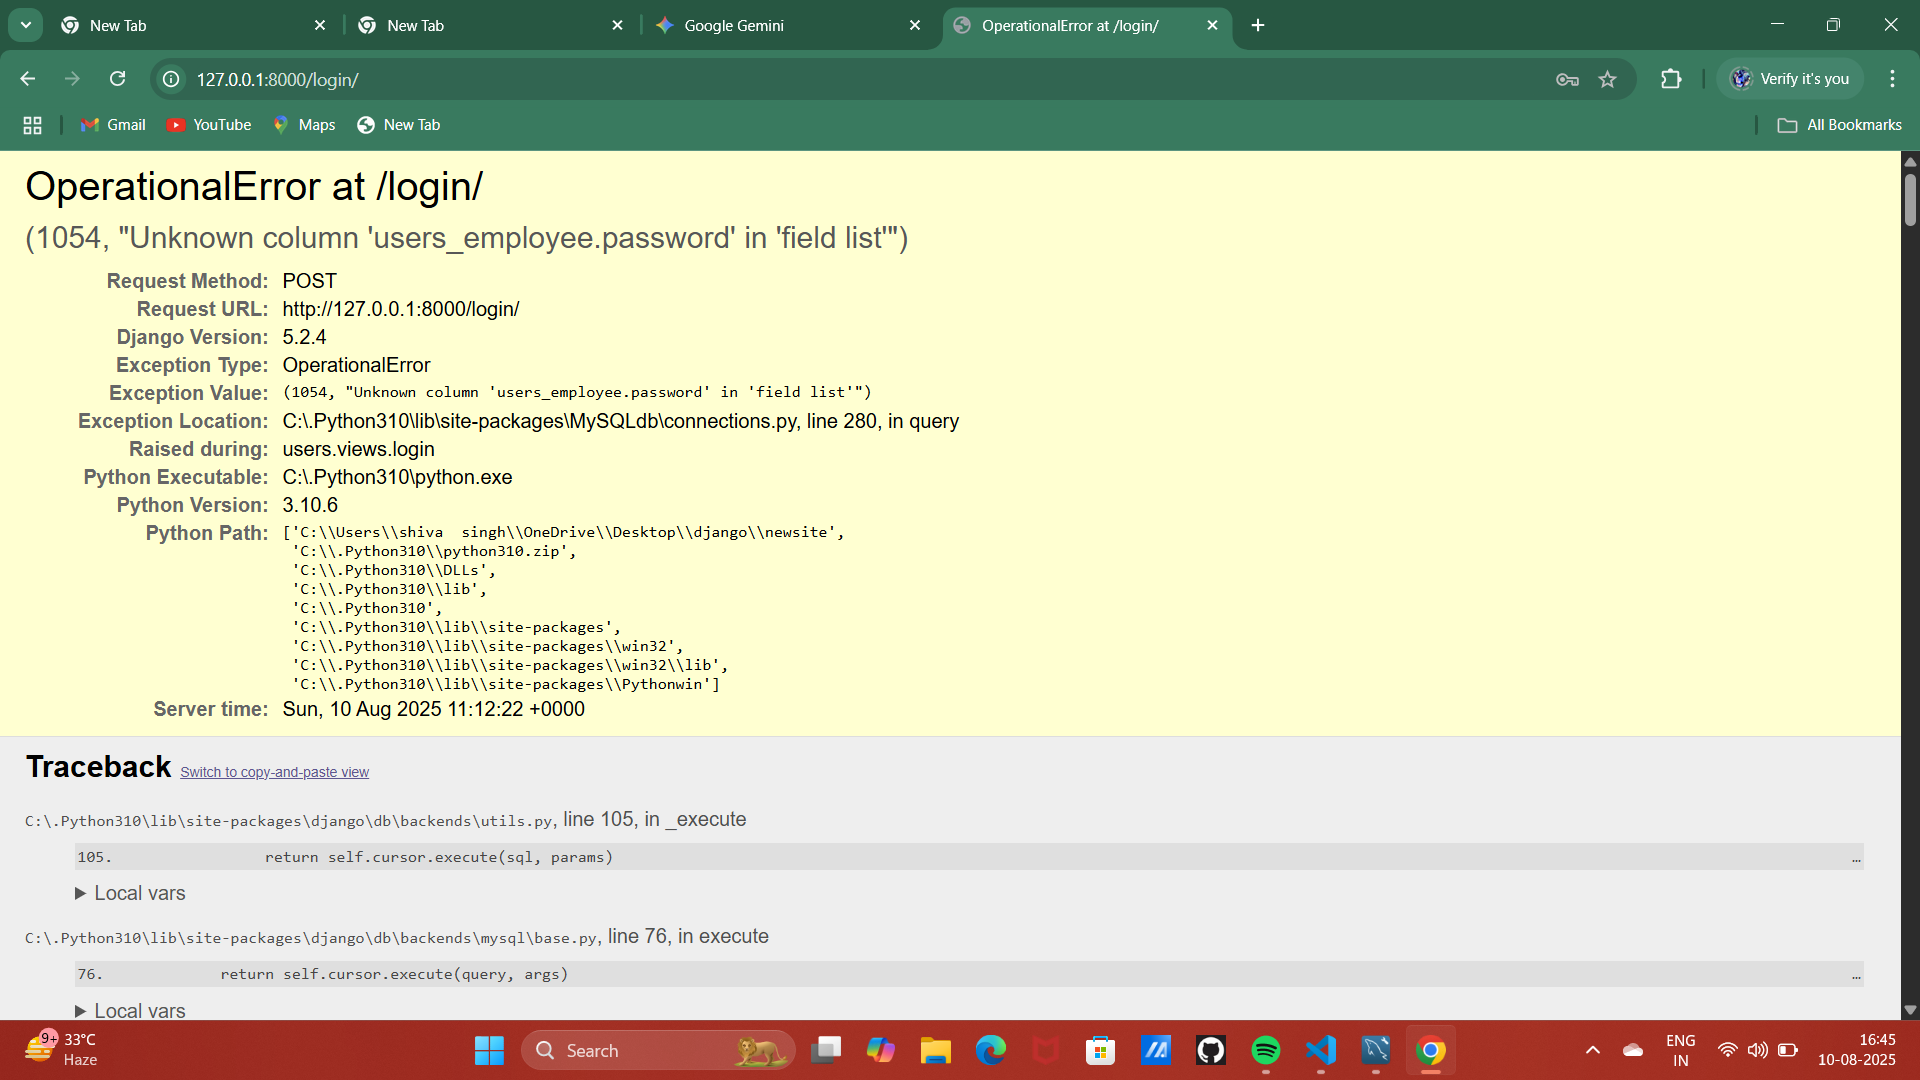 New Tab
New Tab
Google Gemini
OperationalError at /login/
127.0.0.1:8000/login/
Verify it's you
Gmail
YouTube
Maps
New Tab
All Bookmarks
OperationalError at /login/
(1054, "Unknown column 'users_employee.password' in 'field list'")
Request Method: POST
Request URL: http://127.0.0.1:8000/login/
Django Version: 5.2.4
Exception Type: OperationalError
Exception Value: (1054, "Unknown column 'users_employee.password' in 'field list'")
Exception Location: C:\.Python310\lib\site-packages\MySQLdb\connections.py, line 280, in query
Raised during: users.views.login
Python Executable: C:\.Python310\python.exe
Python Version: 3.10.6
Python Path: ['C:\\Users\\shiva  singh\\OneDrive\\Desktop\\django\\newsite',
'C:\\.Python310\\python310.zip',
'C:\\.Python310\\DLLs',
'C:\\.Python310\\lib',
'C:\\.Python310',
'C:\\.Python310\\lib\\site-packages',
'C:\\.Python310\\lib\\site-packages\\win32',
'C:\\.Python310\\lib\\site-packages\\win32\\lib',
'C:\\.Python310\\lib\\site-packages\\Pythonwin']
Server time: Sun, 10 Aug 2025 11:12:22 +0000
Traceback Switch to copy-and-paste view
C:\.Python310\lib\site-packages\django\db\backends\utils.py, line 105, in _execute
105. return self.cursor.execute(sql, params) …
Local vars
C:\.Python310\lib\site-packages\django\db\backends\mysql\base.py, line 76, in execute
76. return self.cursor.execute(query, args) …
Local vars
9+
33°C
Haze
Search
ENG
IN
16:45
10-08-2025